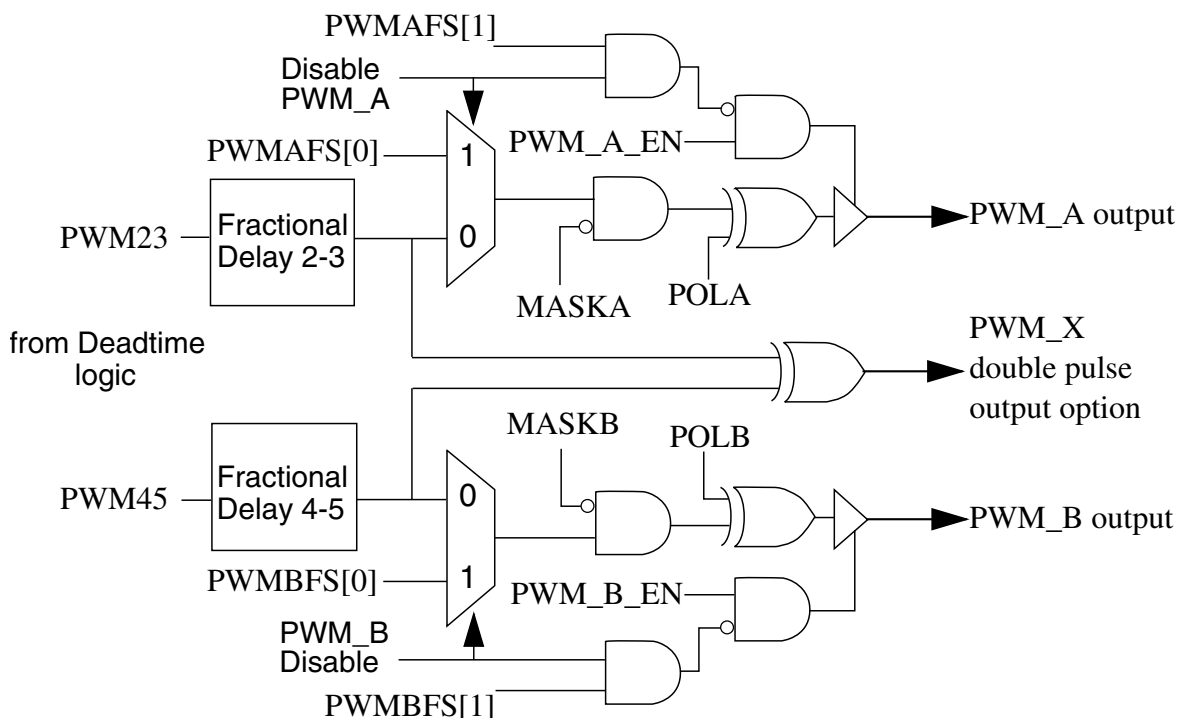 PWMAFS[1]
Disable
PWM_A
PWMAFS[0]
1
PWM_A_EN
PWM23
Fractional
Delay 2-3
0
PWM_A output
MASKA
POLA
from Deadtime
logic
PWM_X
double pulse
output option
MASKB
POLB
PWM45
Fractional
Delay 4-5
0
PWM_B output
PWMBFS[0]
1
PWM_B_EN
PWM_B
Disable
PWMBFS[1]